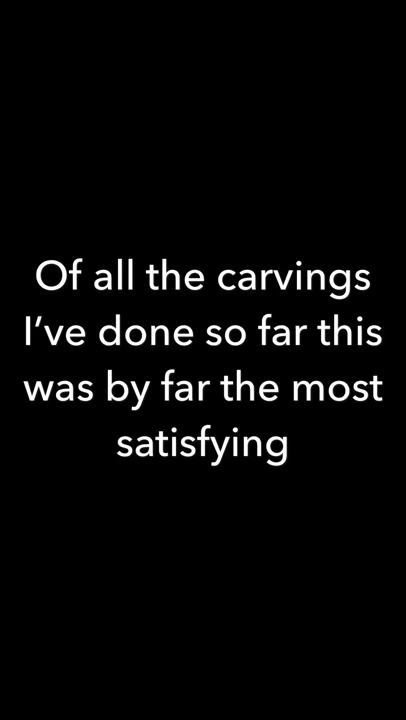 Of all the carvings
I’ve done so far this
was by far the most
satisfying